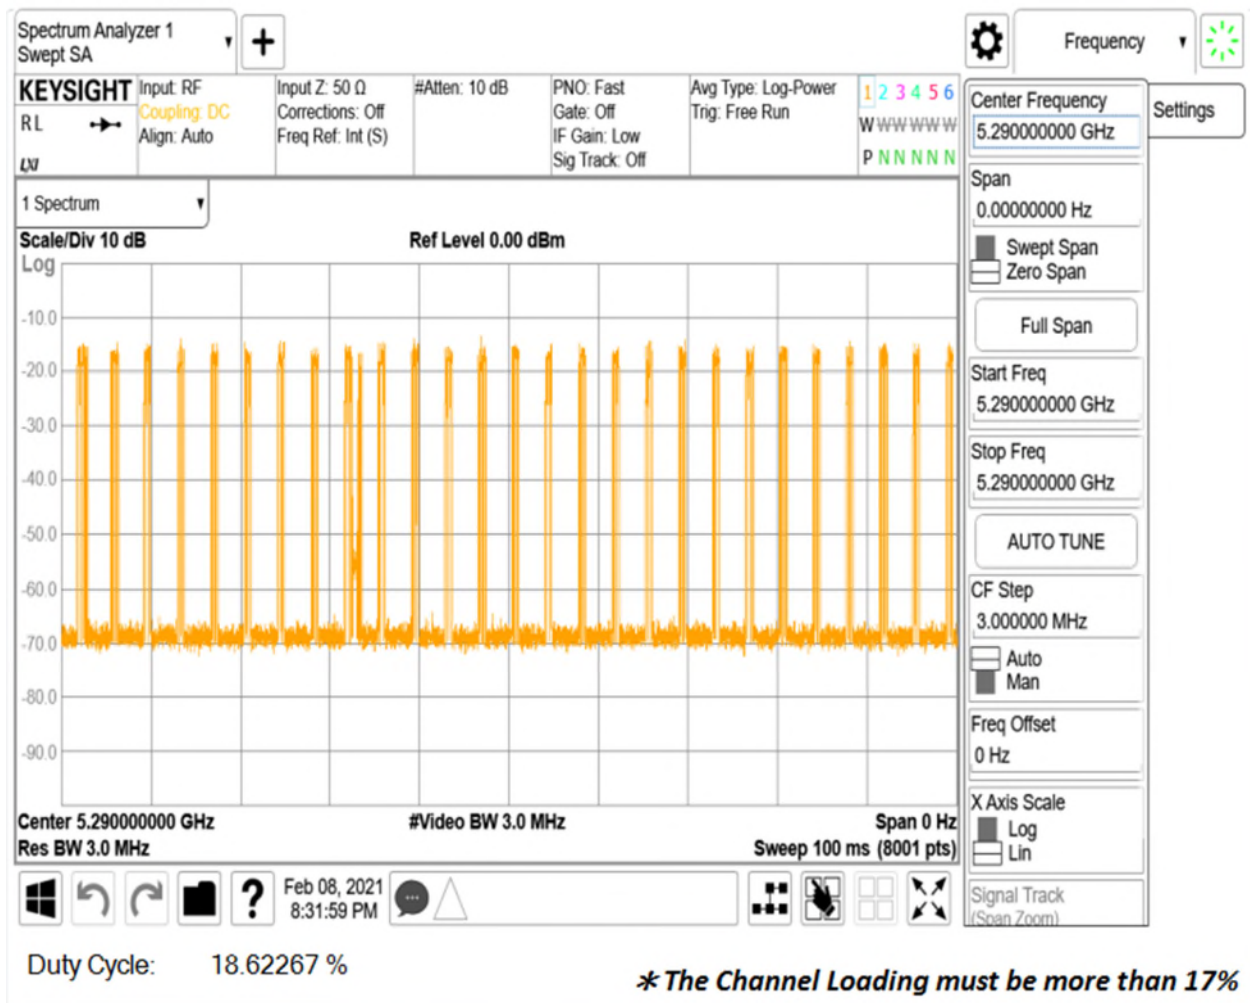 Spectrum Analyzer 1
Swept SA
+
Frequency
KEYSIGHT
RL
LXI
Input: RF
Coupling: DC
Align: Auto
Input Z: 50 Ω
Corrections: Off
Freq Ref: Int (S)
#Atten: 10 dB
PNO: Fast
Gate: Off
IF Gain: Low
Sig Track: Off
Avg Type: Log-Power
Trig: Free Run
1 2 3 4 5 6
W W W W W W
P N N N N N
Center Frequency
5.290000000 GHz
Settings
Span
0.00000000 Hz
Swept Span
Zero Span
Full Span
Start Freq
5.290000000 GHz
Stop Freq
5.290000000 GHz
AUTO TUNE
CF Step
3.000000 MHz
Auto
Man
Freq Offset
0 Hz
X Axis Scale
Log
Lin
Signal Track
(Span Zoom)
1 Spectrum
Scale/Div 10 dB
Ref Level 0.00 dBm
Log
-10.0
-20.0
-30.0
-40.0
-50.0
-60.0
-70.0
-80.0
-90.0
Center 5.290000000 GHz
#Video BW 3.0 MHz
Span 0 Hz
Res BW 3.0 MHz
Sweep 100 ms (8001 pts)
?
Feb 08, 2021
8:31:59 PM
Duty Cycle: 18.62267 %
* The Channel Loading must be more than 17%